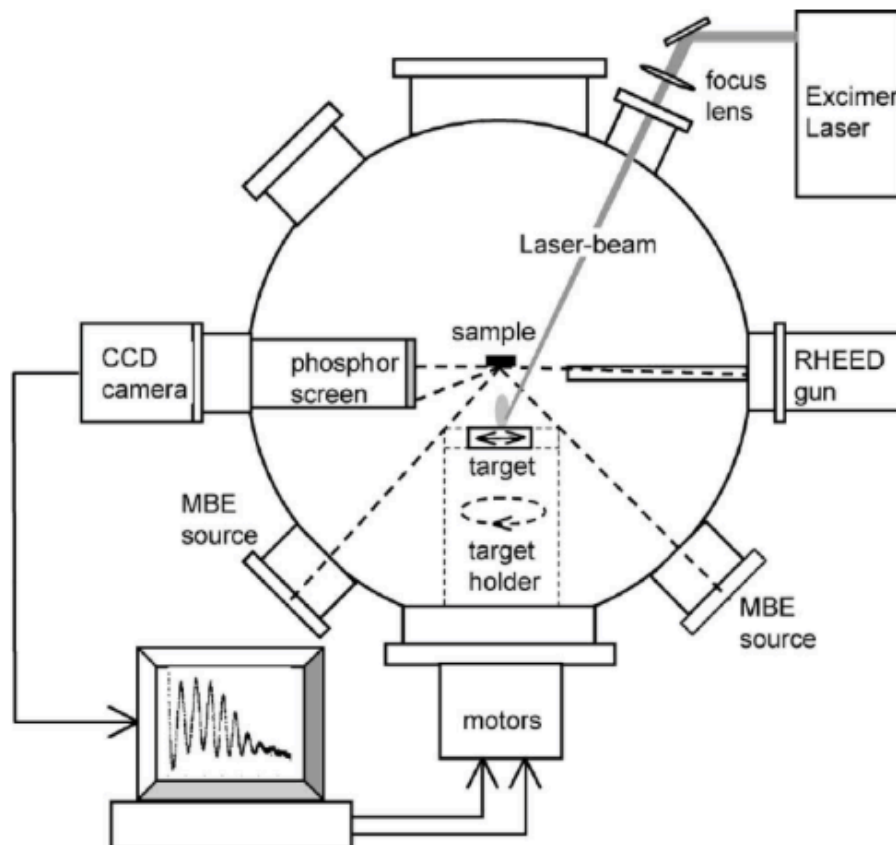 focus
lens
Excimer
Laser
Laser-beam
sample
CCD
camera
phosphor
screen
RHEED
gun
target
MBE
source
target
holder
MBE
source
motors